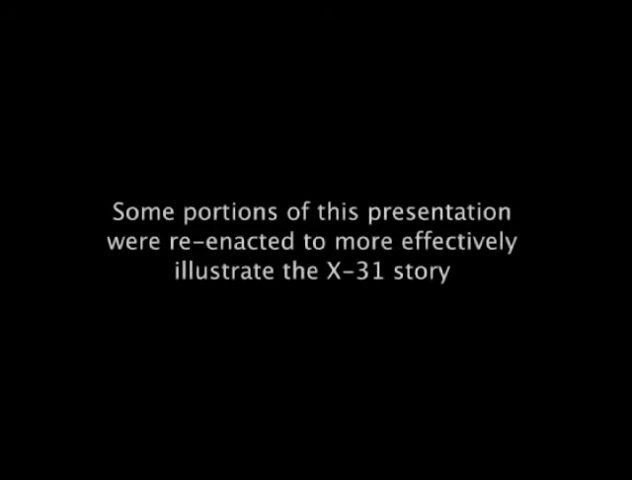 Some portions of this presentation
were re-enacted to more effectively
illustrate the X-31 story